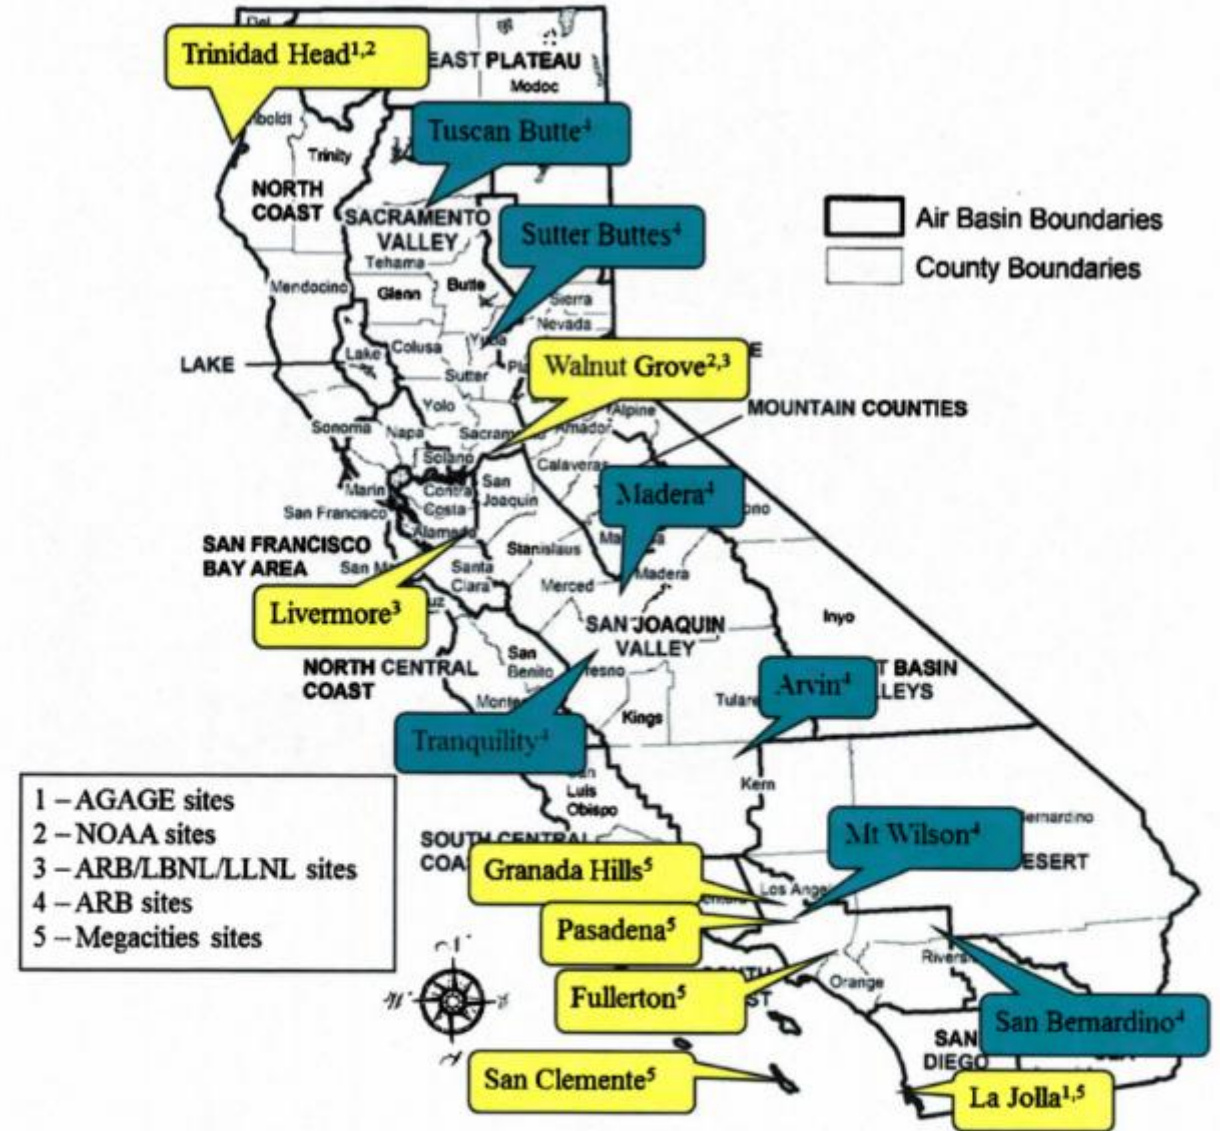 Del
Trinidad Head1,2
EAST PLATEAU
Modoc
Tuscan Butte4
Trinity
NORTH
COAST
SACRAMENTO
VALLEY
Sutter Buttes4
Air Basin Boundaries
County Boundaries
Tehama
Mendocino
Glenn
Butte
Sierra
Nevada
LAKE
Lake
Colusa
Walnut Grove2,3
Sutter
Yolo
Alpine
MOUNTAIN COUNTIES
Sonoma
Napa
Amador
Solano
Calaveras
Marin
Contra
Costa
San
Joaquin
Madera4
San Francisco
Alameda
SAN FRANCISCO
BAY AREA
Stanislaus
Santa
Clara
Merced
Madera
Livermore3
Inyo
SAN JOAQUIN
VALLEY
NORTH CENTRAL
COAST
San
Benito
Arvin4
BASIN
Tulare
Kings
Tranquility4
1 – AGAGE sites
2 – NOAA sites
3 – ARB/LBNL/LLNL sites
4 – ARB sites
5 – Megacities sites
Luis
Obispo
Kern
Mt Wilson4
SOUTH CENTRAL
Granada Hills5
Pasadena5
Fullerton5
Orange
San Bernardino4
SAN
DIEGO
San Clemente5
La Jolla1,5